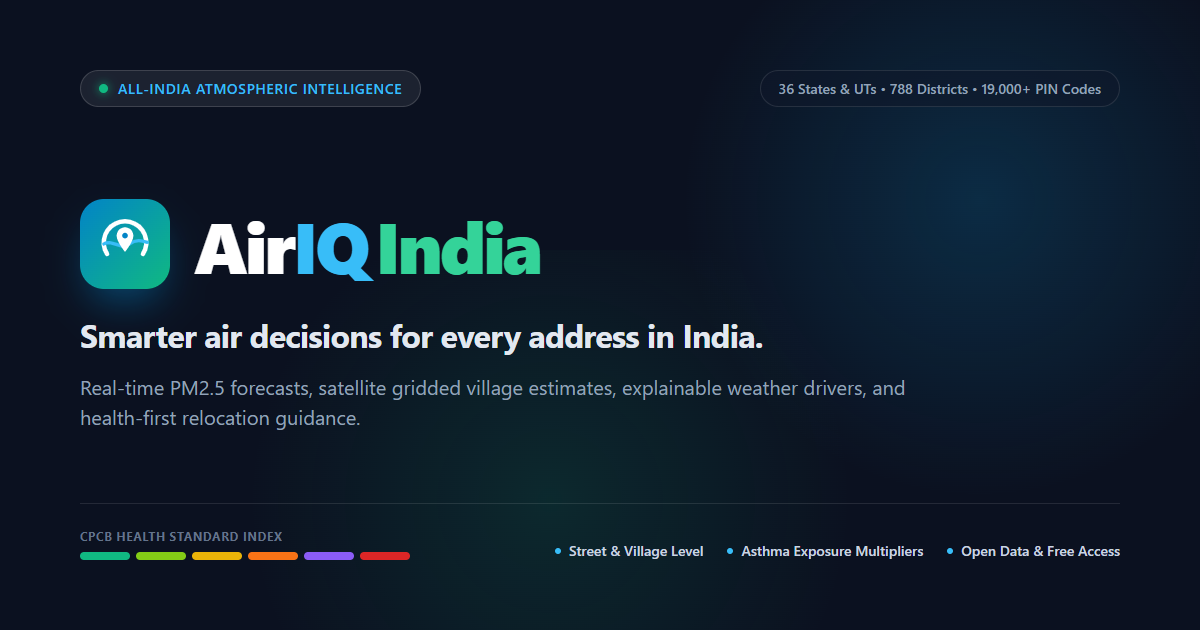 ALL-INDIA ATMOSPHERIC INTELLIGENCE
36 States & UTs • 788 Districts • 19,000+ PIN Codes
AirIQ India
Smarter air decisions for every address in India.
Real-time PM2.5 forecasts, satellite gridded village estimates, explainable weather drivers, and
health-first relocation guidance.
CPCB HEALTH STANDARD INDEX
• Street & Village Level • Asthma Exposure Multipliers • Open Data & Free Access